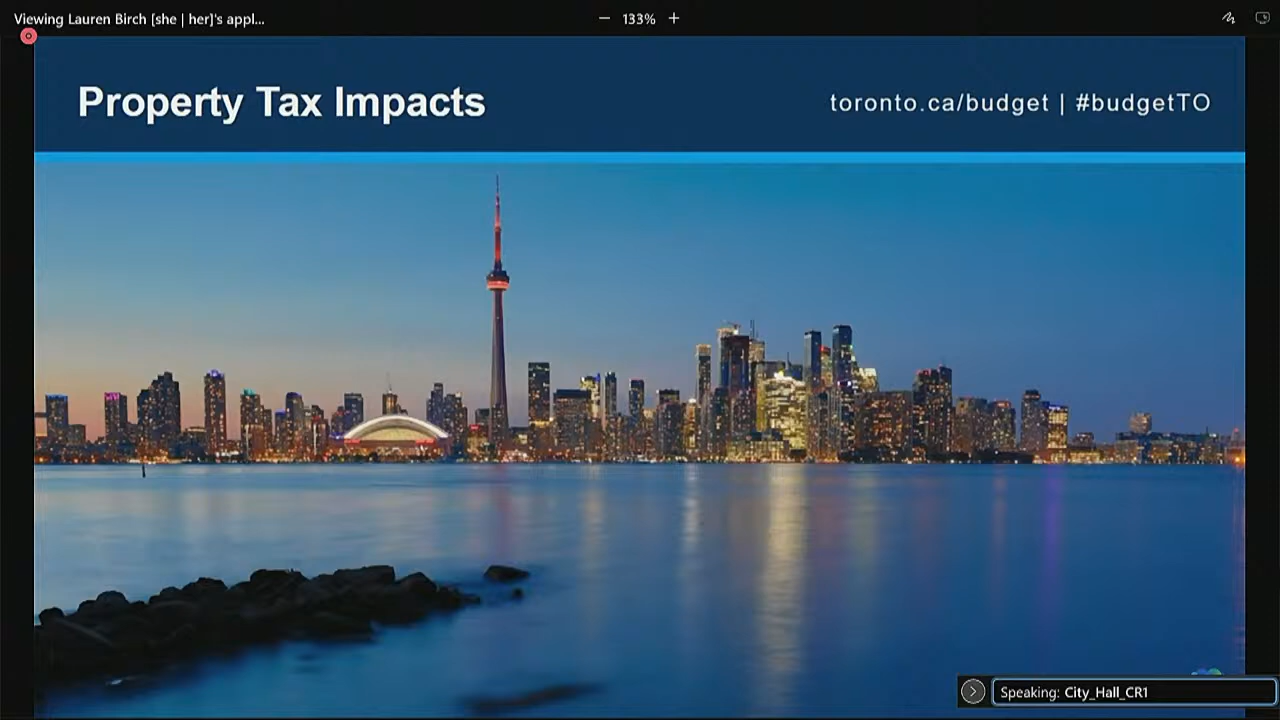 Viewing Lauren Birch [she | her]'s appl...
133%
Property Tax Impacts
toronto.ca/budget | #budgetTO
Speaking: City_Hall_CR1